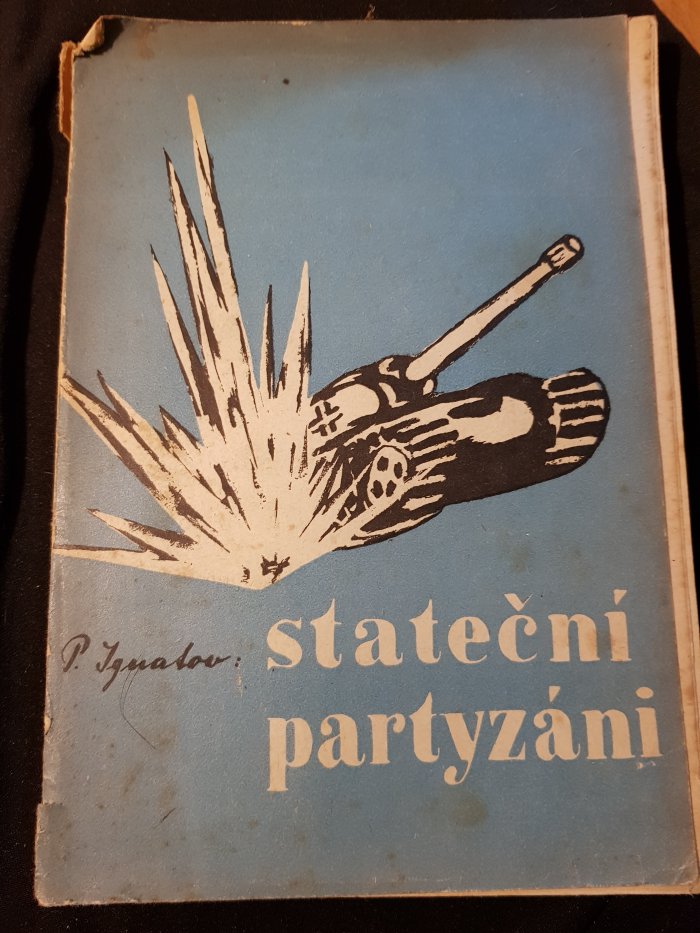 P. Ignatov:
stateční
partyzáni